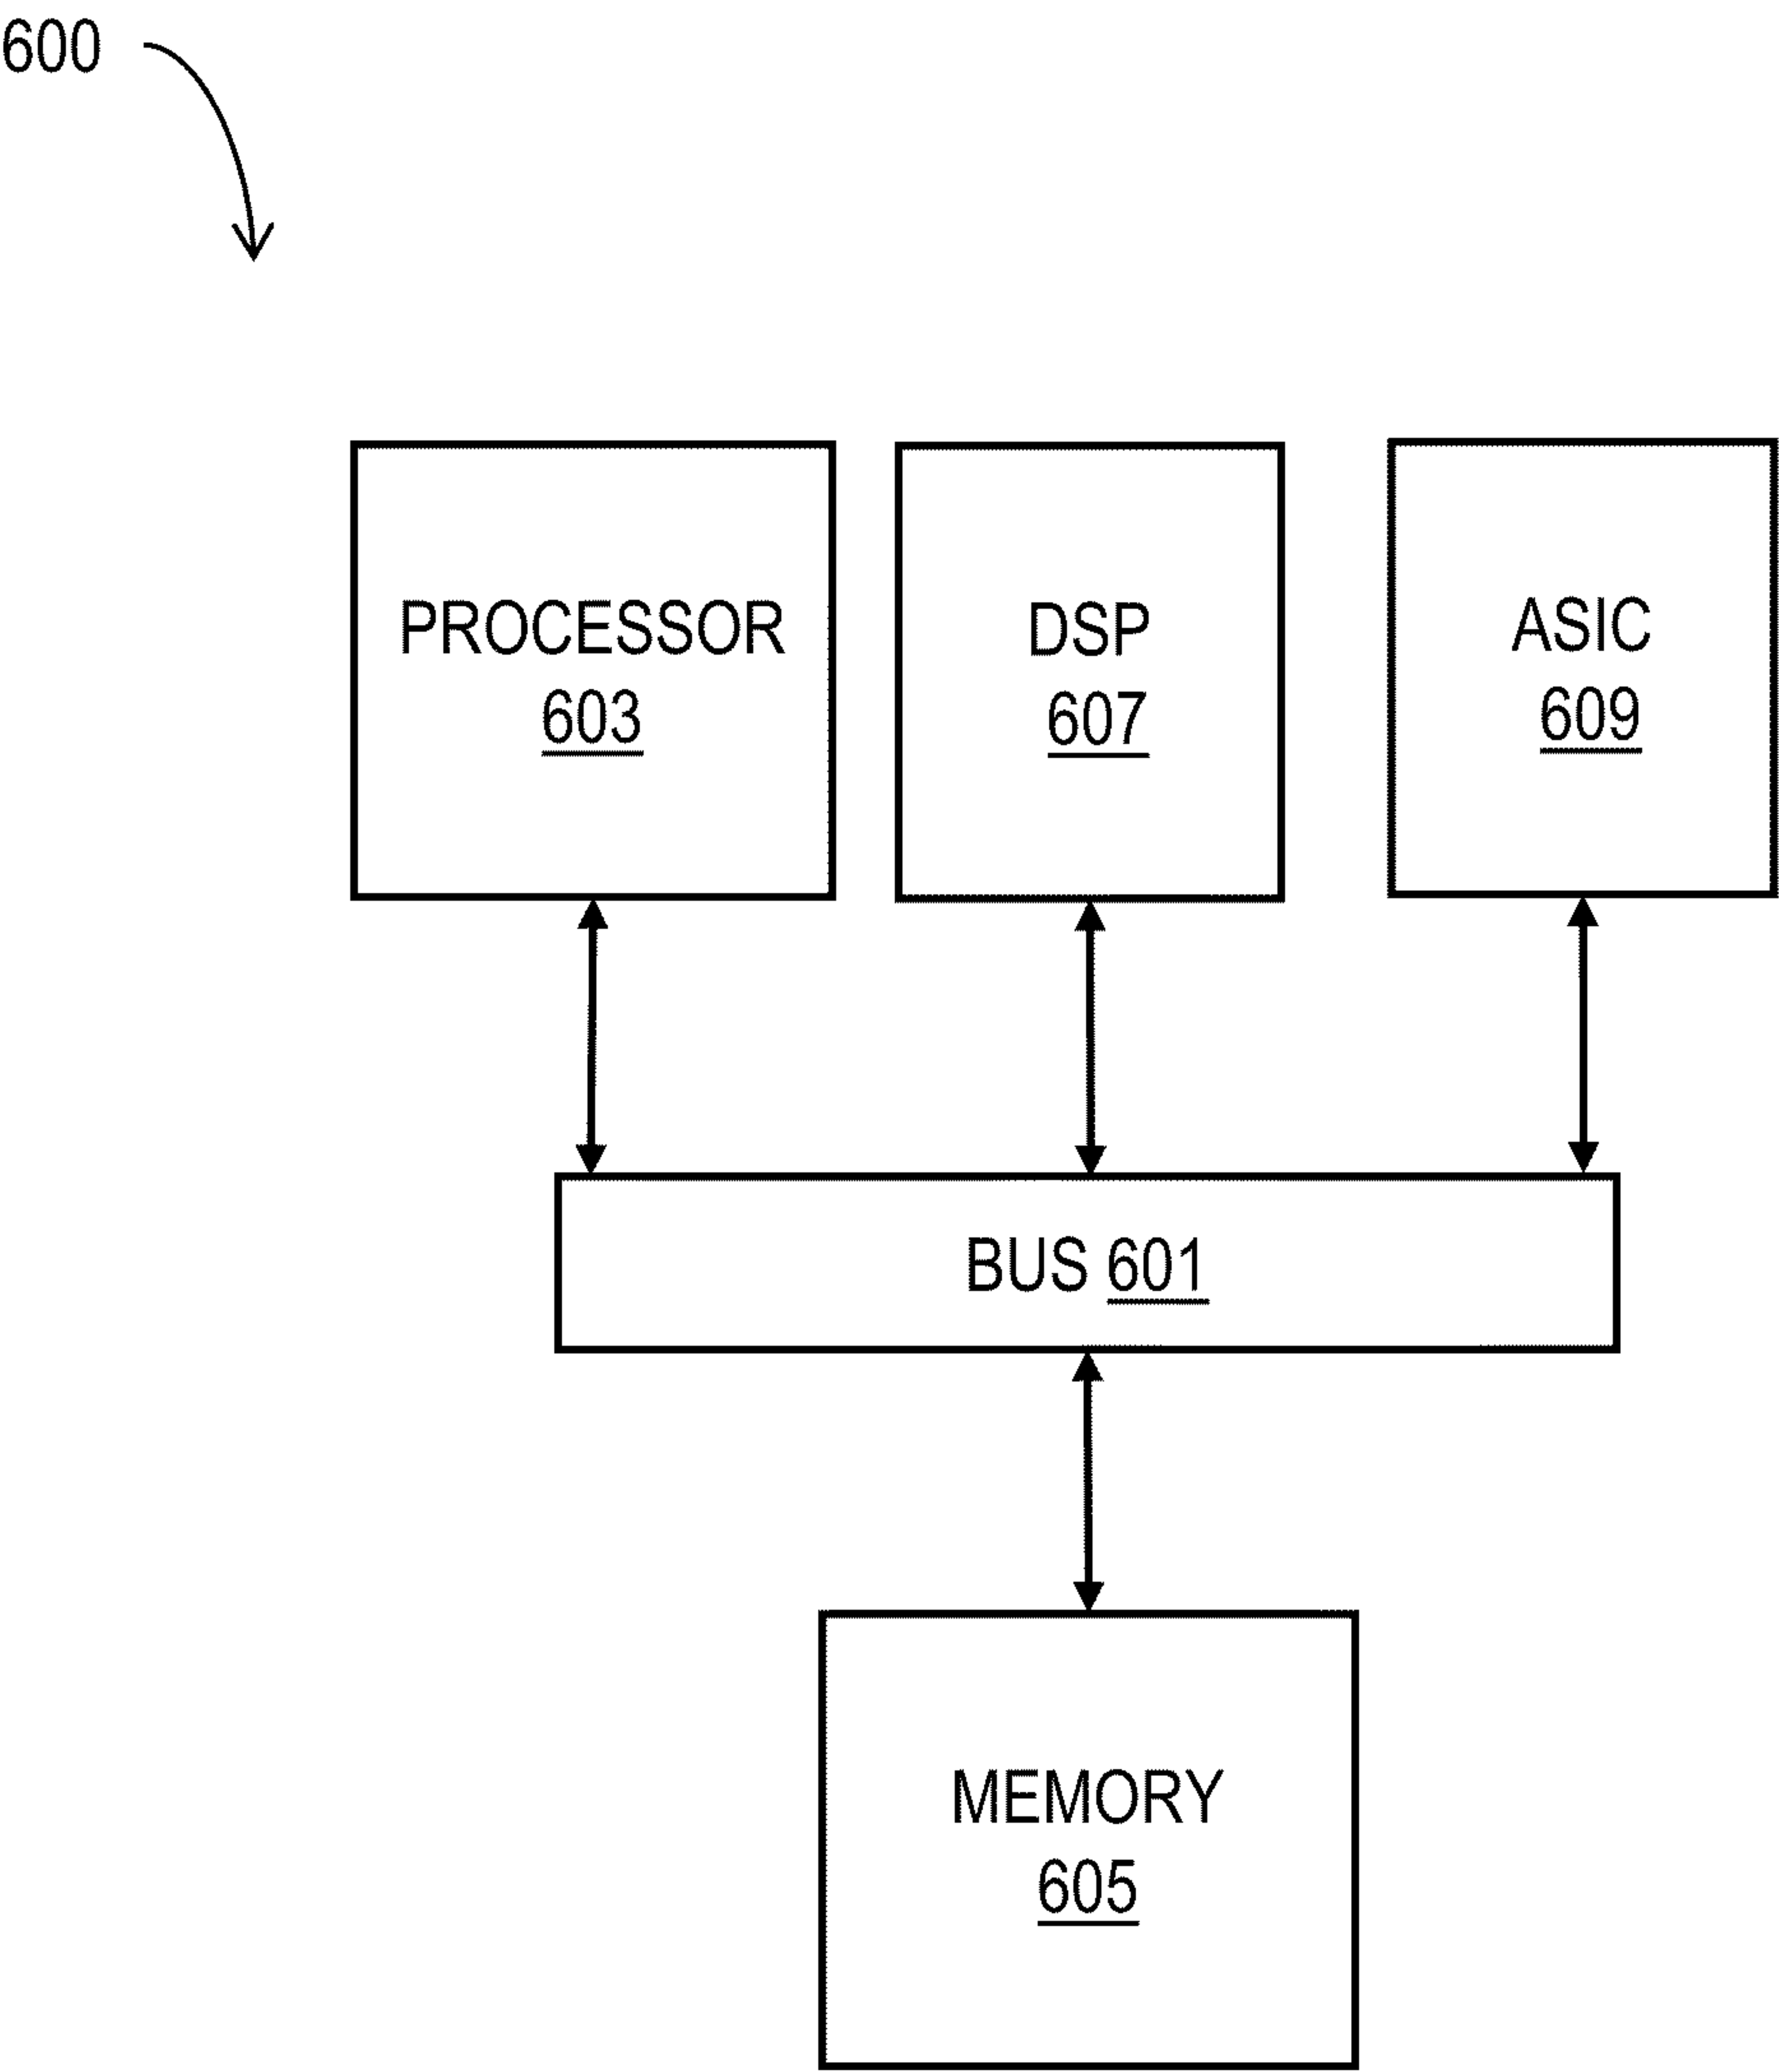 600
PROCESSOR
603
DSP
607
ASIC
609
BUS 601
MEMORY
605